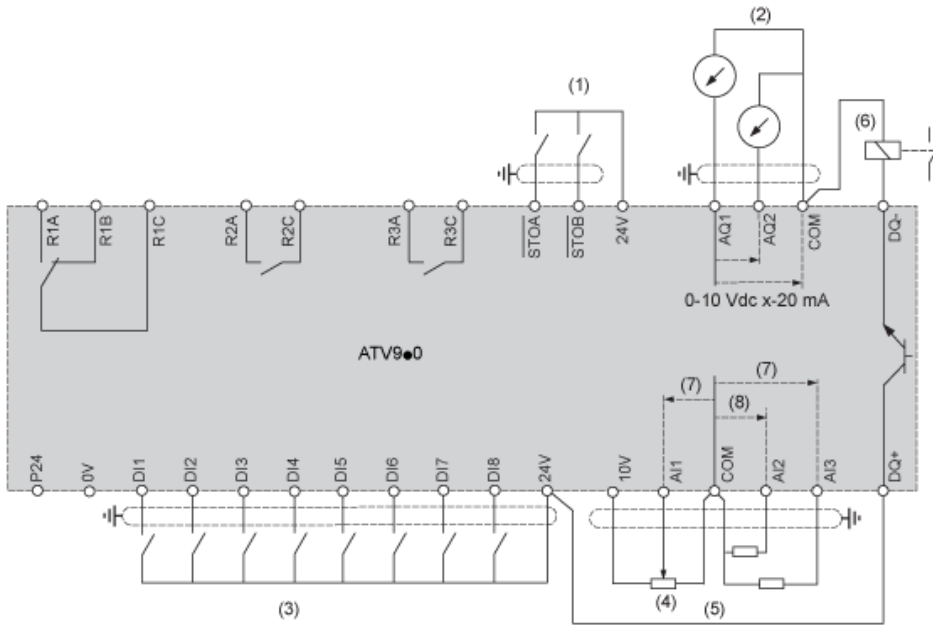 (2)
(1)
(6)
R1A
R1B
R1C
R2A
R2C
R3A
R3C
STOA
STOB
24V
AQ1
AQ2
COM
DQ-
0-10 Vdc x-20 mA
ATV9●0
(7)
(7)
(8)
P24
0V
DI1
DI2
DI3
DI4
DI5
DI6
DI7
DI8
24V
10V
AI1
COM
AI2
AI3
DQ+
(3)
(4)
(5)